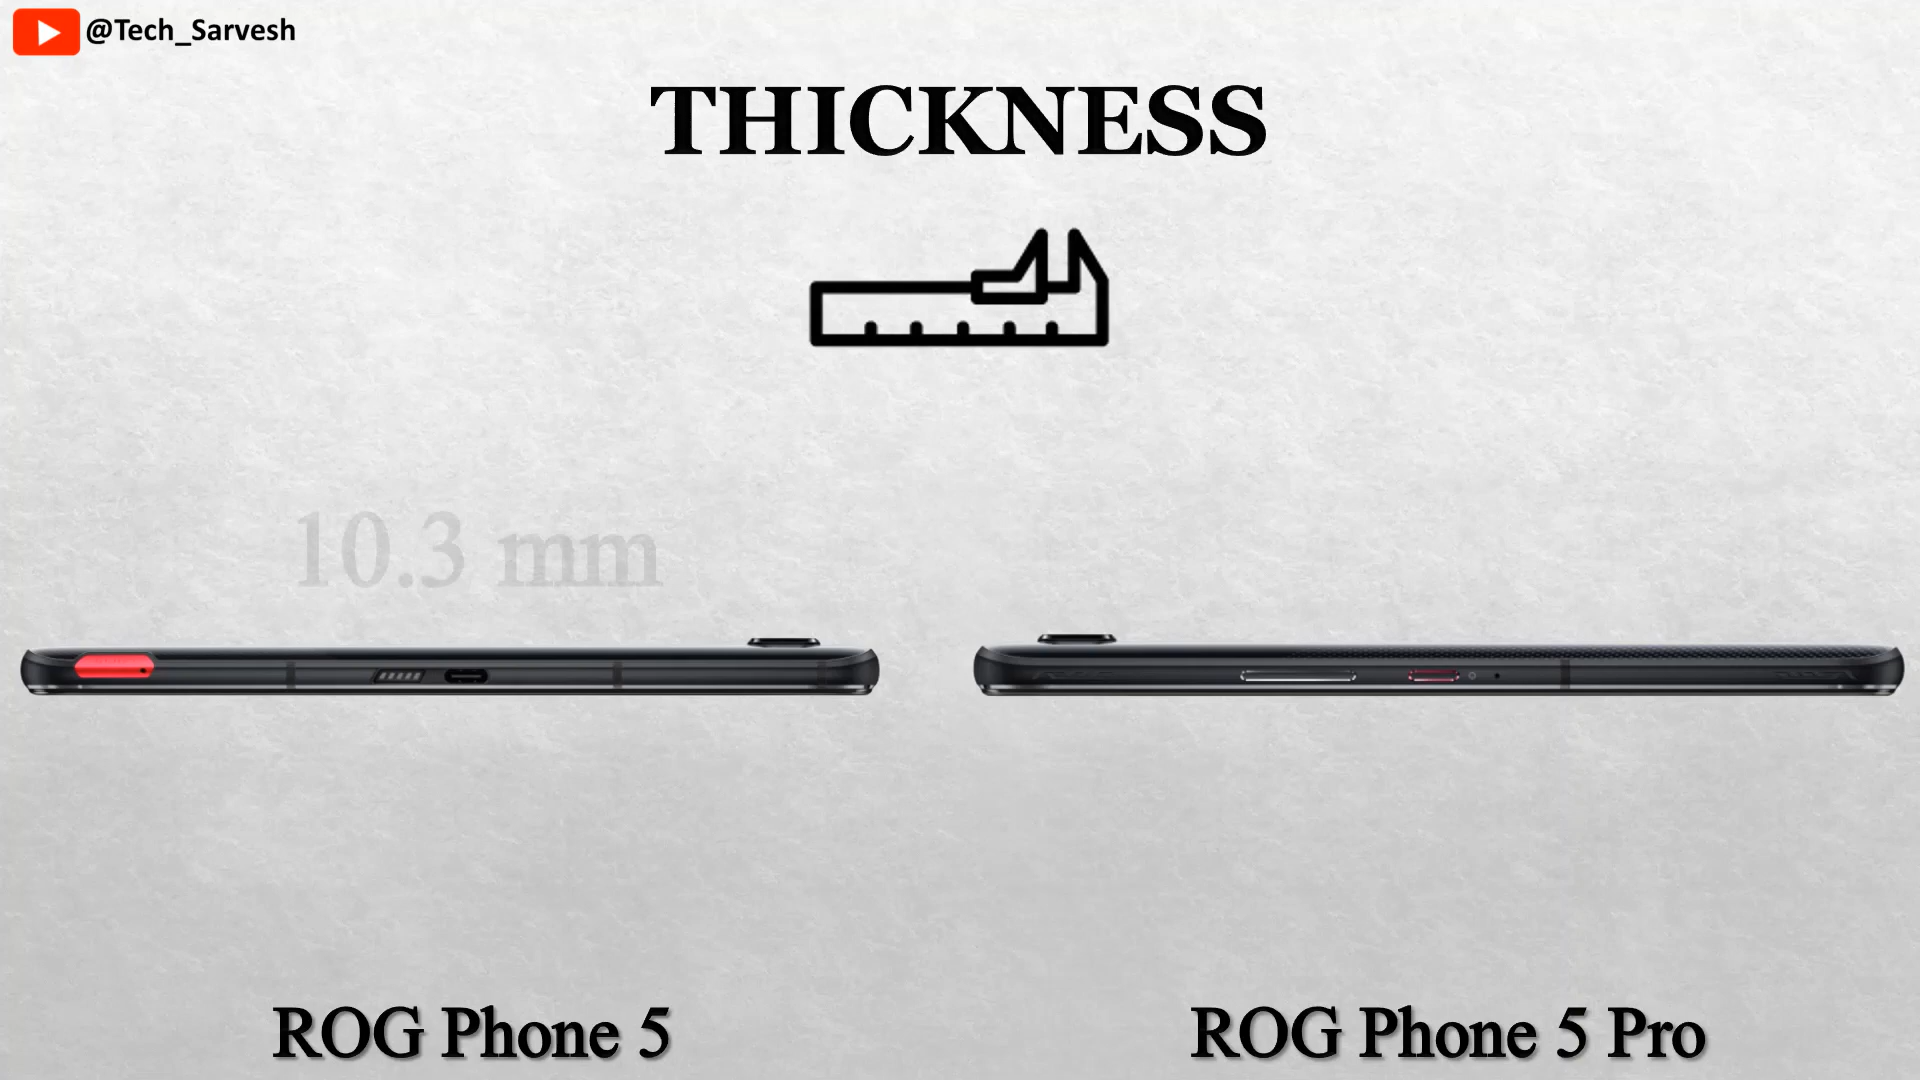 @Tech_Sarvesh
THICKNESS
10.3 mm
ROG Phone 5
ROG Phone 5 Pro